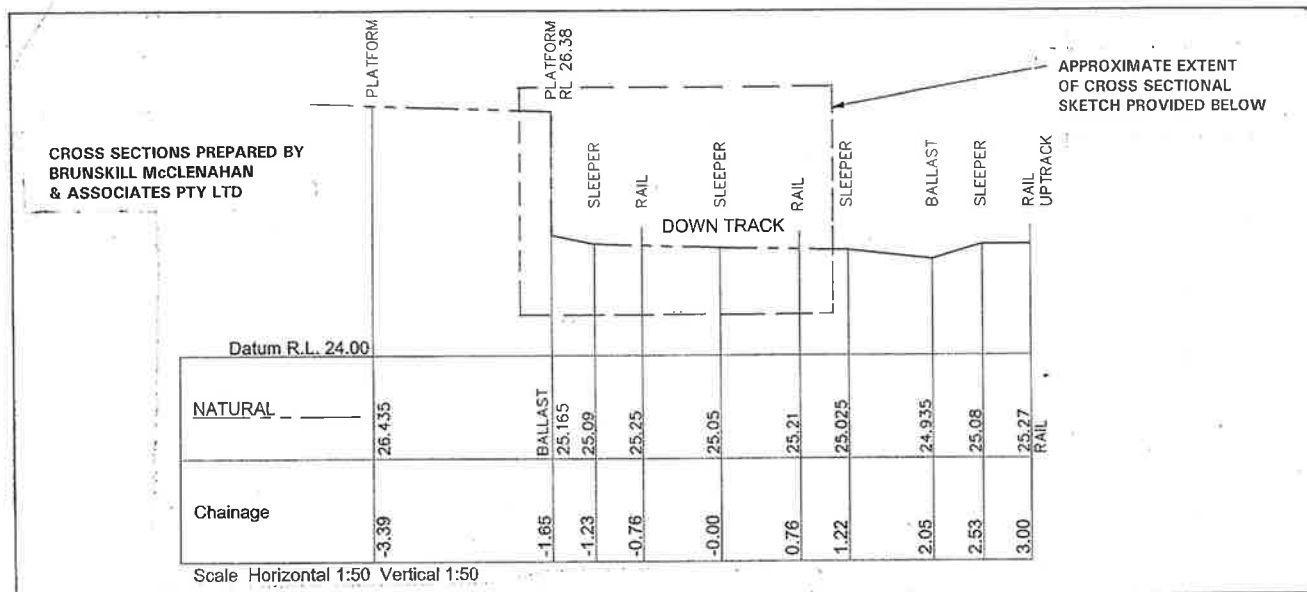 PLATFORM
PLATFORM
RL 26.38
APPROXIMATE EXTENT
OF CROSS SECTIONAL
SKETCH PROVIDED BELOW
CROSS SECTIONS PREPARED BY
BRUNSKILL McCLENAHAN
& ASSOCIATES PTY LTD
SLEEPER
RAIL
SLEEPER
RAIL
SLEEPER
BALLAST
SLEEPER
RAIL
UPTRACK
DOWN TRACK
Datum R.L. 24.00
NATURAL
26.435
BALLAST
25.165
25.09
25.25
25.05
25.21
25.025
24.935
25.08
25.27
RAIL
Chainage
-3.39
-1.65
-1.23
-0.76
-0.00
0.76
1.22
2.05
2.53
3.00
Scale Horizontal 1:50 Vertical 1:50